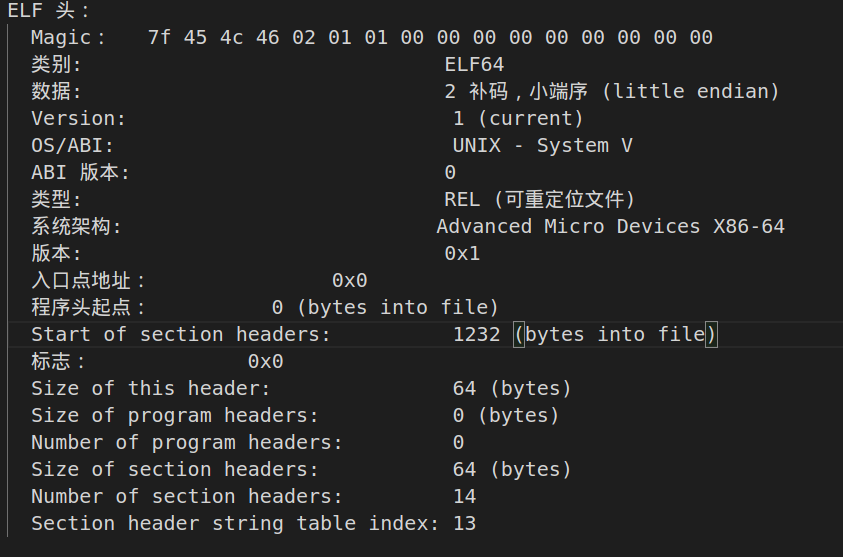 ELF 头：
Magic： 7f 45 4c 46 02 01 01 00 00 00 00 00 00 00 00 00
类别: ELF64
数据: 2 补码，小端序 (little endian)
Version: 1 (current)
OS/ABI: UNIX - System V
ABI 版本: 0
类型: REL (可重定位文件)
系统架构: Advanced Micro Devices X86-64
版本: 0x1
入口点地址： 0x0
程序头起点： 0 (bytes into file)
Start of section headers: 1232 (bytes into file)
标志： 0x0
Size of this header: 64 (bytes)
Size of program headers: 0 (bytes)
Number of program headers: 0
Size of section headers: 64 (bytes)
Number of section headers: 14
Section header string table index: 13